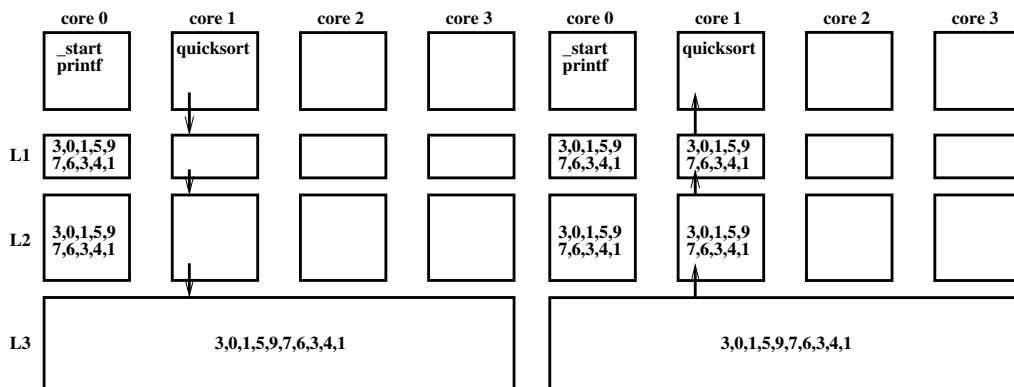 core 0 core 1 core 2 core 3 core 0 core 1 core 2 core 3
_start quicksort _start quicksort
printf printf
L1 3,0,1,5,9 3,0,1,5,9 3,0,1,5,9
7,6,3,4,1 7,6,3,4,1 7,6,3,4,1
L2 3,0,1,5,9 3,0,1,5,9 3,0,1,5,9
7,6,3,4,1 7,6,3,4,1 7,6,3,4,1
L3 3,0,1,5,9,7,6,3,4,1 3,0,1,5,9,7,6,3,4,1